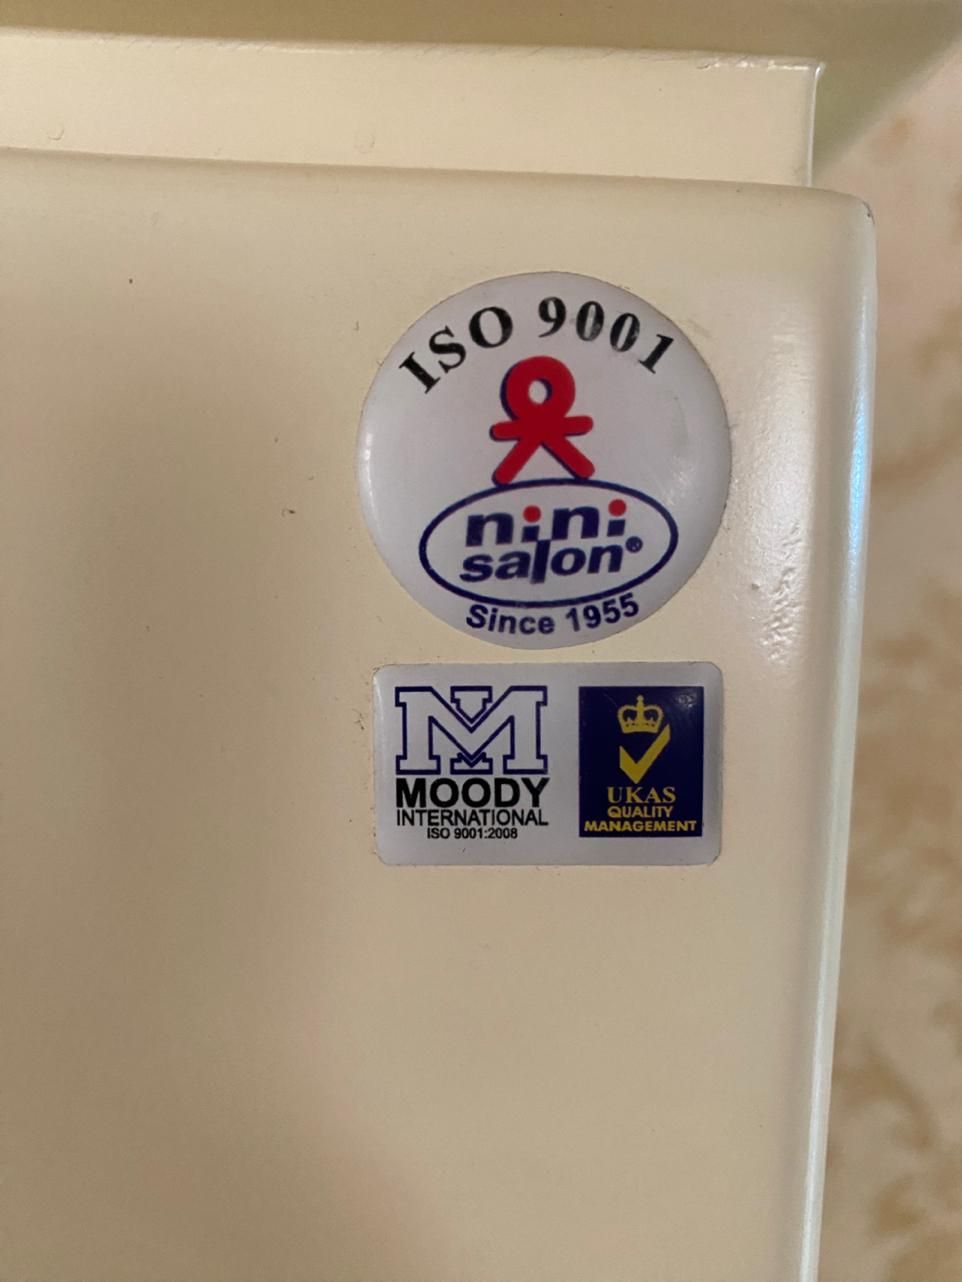 ISO 9001
nini
salon®
Since 1955
M
MOODY
INTERNATIONAL
ISO 9001:2008
UKAS
QUALITY
MANAGEMENT